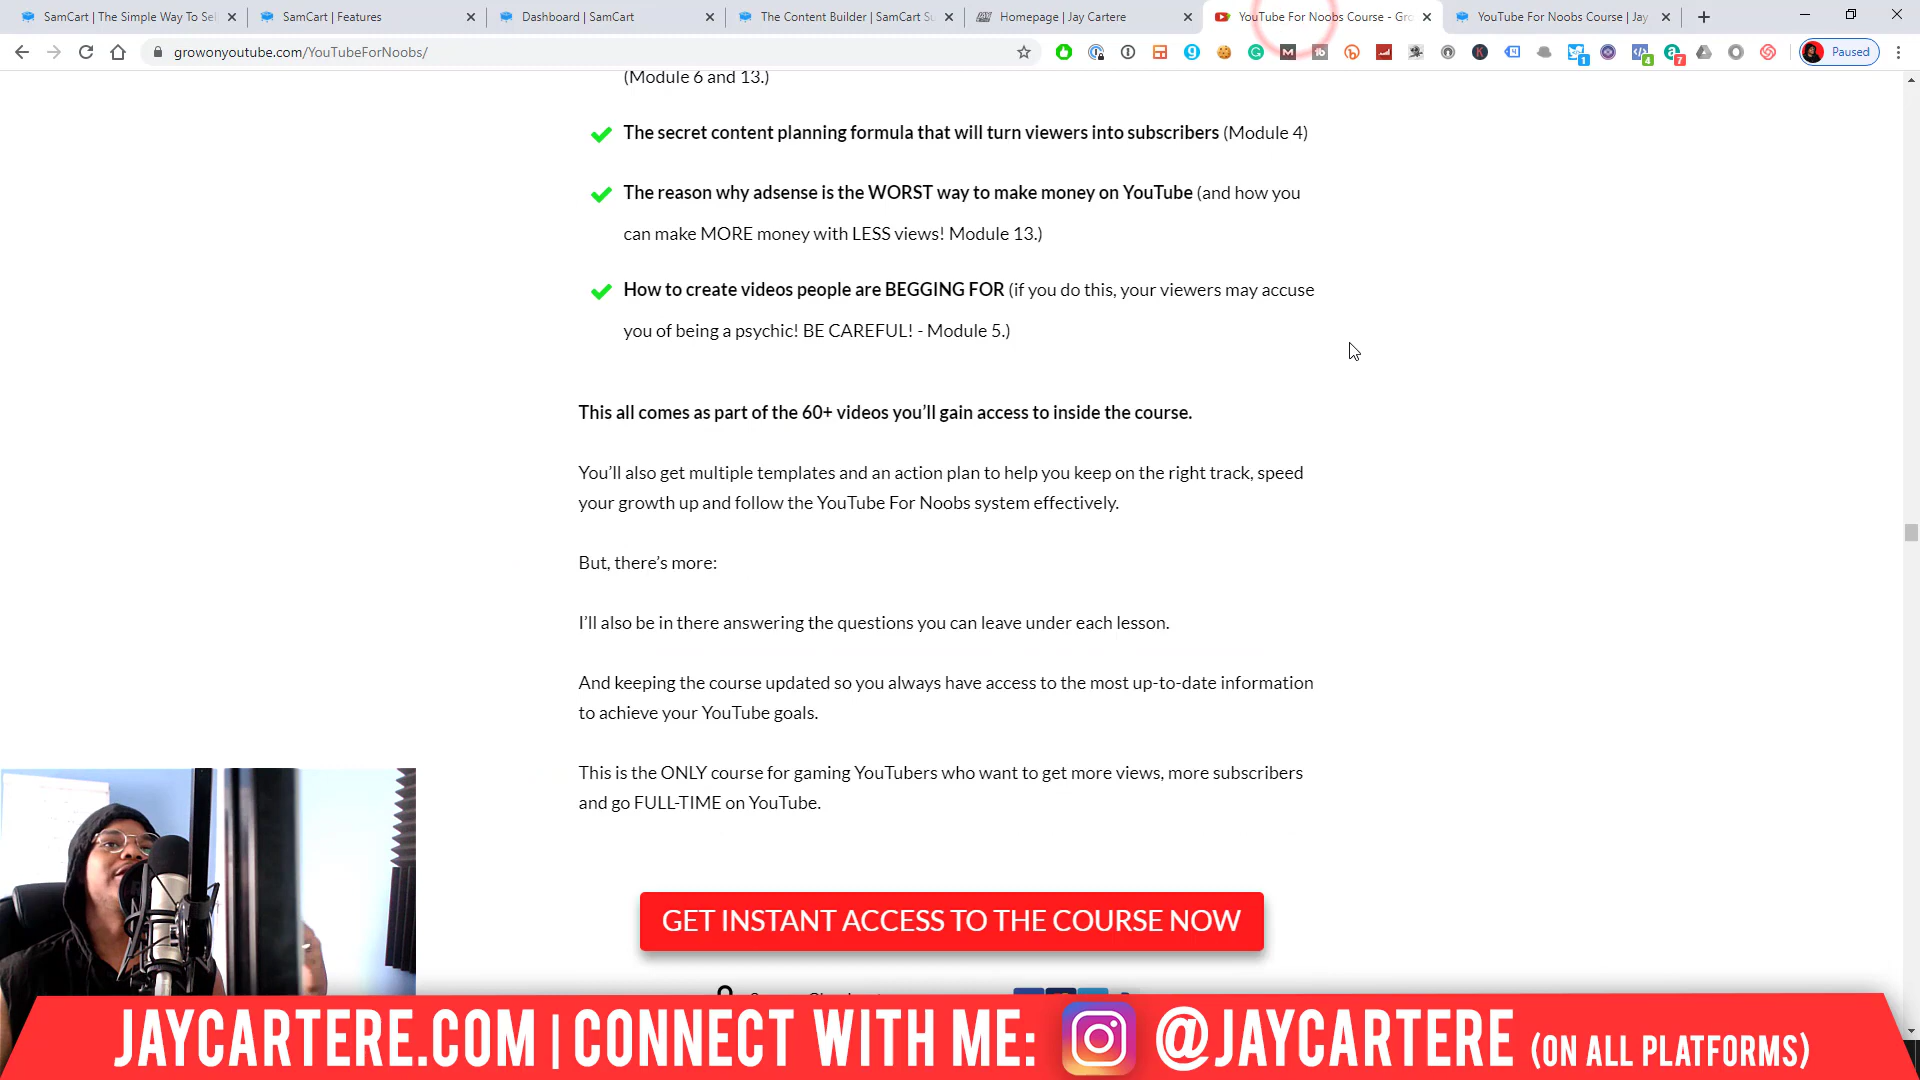 SamCart | The Simple Way To Sel
SamCart | Features
Dashboard | SamCart
The Content Builder | SamCart Su
Homepage | Jay Cartere
YouTube For Noobs Course - Gro
YouTube For Noobs Course | Jay
growonyoutube.com/YouTubeForNoobs/
Paused
(Module 6 and 13.)
The secret content planning formula that will turn viewers into subscribers (Module 4)
The reason why adsense is the WORST way to make money on YouTube (and how you
can make MORE money with LESS views! Module 13.)
How to create videos people are BEGGING FOR (if you do this, your viewers may accuse
you of being a psychic! BE CAREFUL! - Module 5.)
This all comes as part of the 60+ videos you’ll gain access to inside the course.
You’ll also get multiple templates and an action plan to help you keep on the right track, speed
your growth up and follow the YouTube For Noobs system effectively.
But, there’s more:
I’ll also be in there answering the questions you can leave under each lesson.
And keeping the course updated so you always have access to the most up-to-date information
to achieve your YouTube goals.
This is the ONLY course for gaming YouTubers who want to get more views, more subscribers
and go FULL-TIME on YouTube.
GET INSTANT ACCESS TO THE COURSE NOW
JAYCARTERE.COM | CONNECT WITH ME: @JAYCARTERE (ON ALL PLATFORMS)